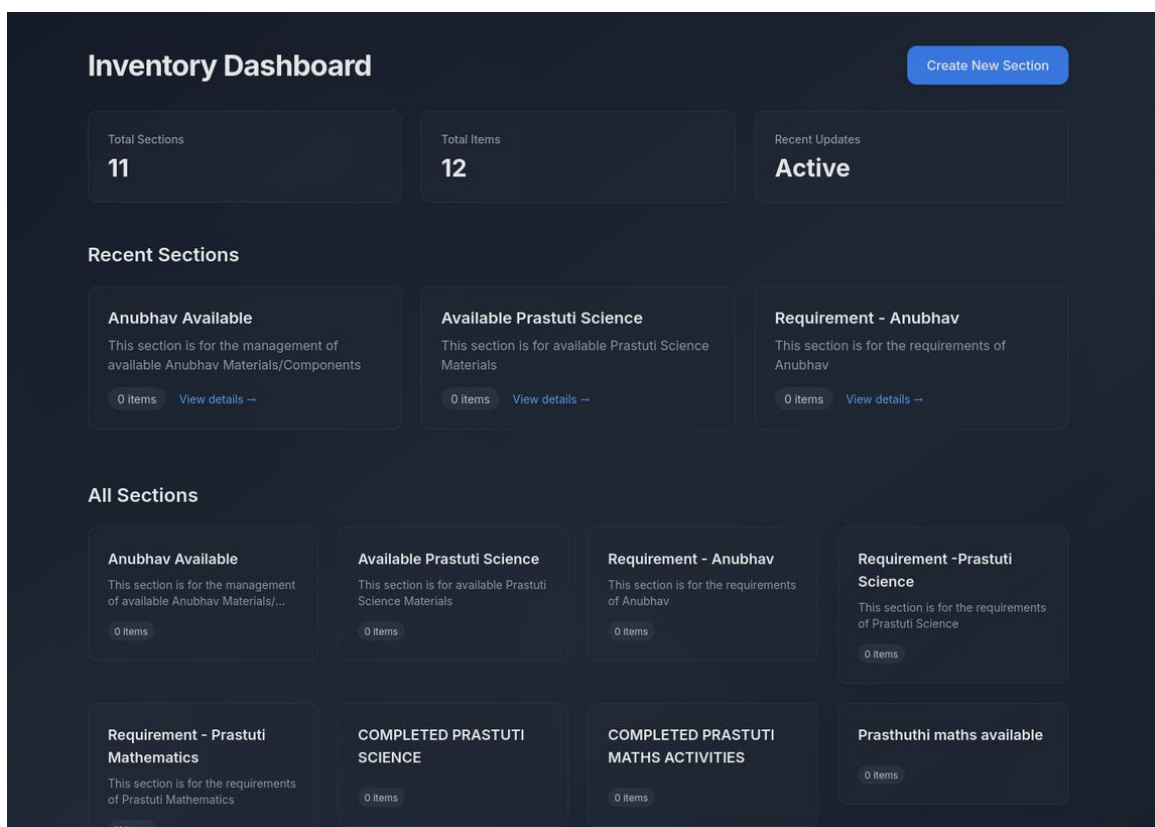 Inventory Dashboard
Create New Section
Total Sections
11
Total Items
12
Recent Updates
Active
Recent Sections
Anubhav Available
This section is for the management of
available Anubhav Materials/Components
0 items
View details →
Available Prastuti Science
This section is for available Prastuti Science
Materials
0 items
View details →
Requirement - Anubhav
This section is for the requirements of
Anubhav
0 items
View details →
All Sections
Anubhav Available
This section is for the management
of available Anubhav Materials/...
0 items
Available Prastuti Science
This section is for available Prastuti
Science Materials
0 items
Requirement - Anubhav
This section is for the requirements
of Anubhav
0 items
Requirement -Prastuti
Science
This section is for the requirements
of Prastuti Science
0 items
Requirement - Prastuti
Mathematics
This section is for the requirements
of Prastuti Mathematics
COMPLETED PRASTUTI
SCIENCE
0 items
COMPLETED PRASTUTI
MATHS ACTIVITIES
0 items
Prasthuthi maths available
0 items